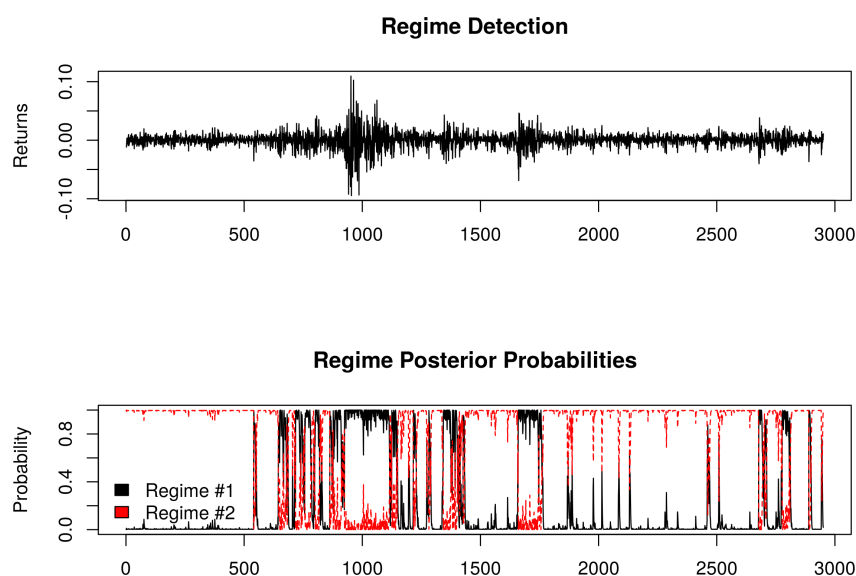 Regime Detection
Returns
0.10
0.00
-0.10
0 500 1000 1500 2000 2500 3000
Regime Posterior Probabilities
Probability
0.8
0.4
0.0
Regime #1
Regime #2
0 500 1000 1500 2000 2500 3000